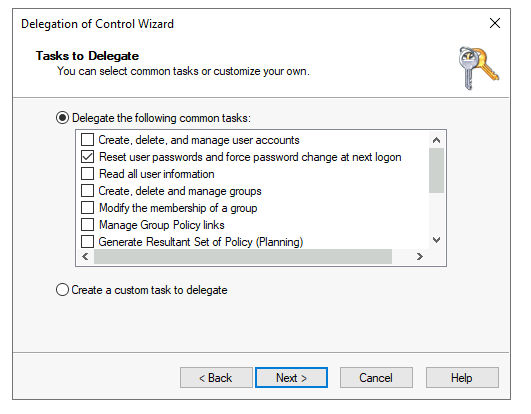 Delegation of Control Wizard
Tasks to Delegate
You can select common tasks or customize your own.
Delegate the following common tasks:
Create, delete, and manage user accounts
Reset user passwords and force password change at next logon
Read all user information
Create, delete and manage groups
Modify the membership of a group
Manage Group Policy links
Generate Resultant Set of Policy (Planning)
Create a custom task to delegate
< Back Next > Cancel Help